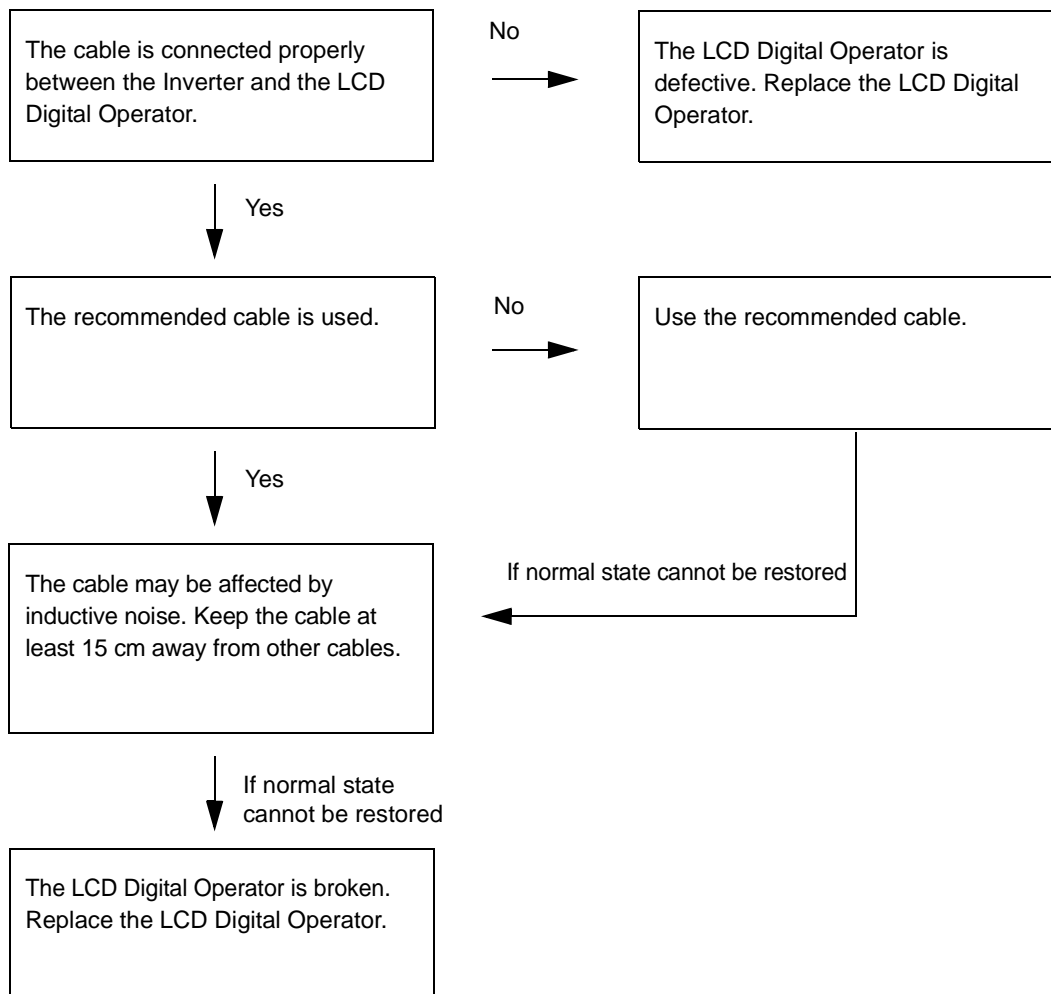 The cable is connected properly
between the Inverter and the LCD
Digital Operator.
No
The LCD Digital Operator is
defective. Replace the LCD Digital
Operator.
Yes
The recommended cable is used.
No
Use the recommended cable.
Yes
The cable may be affected by
inductive noise. Keep the cable at
least 15 cm away from other cables.
If normal state cannot be restored
If normal state
cannot be restored
The LCD Digital Operator is broken.
Replace the LCD Digital Operator.